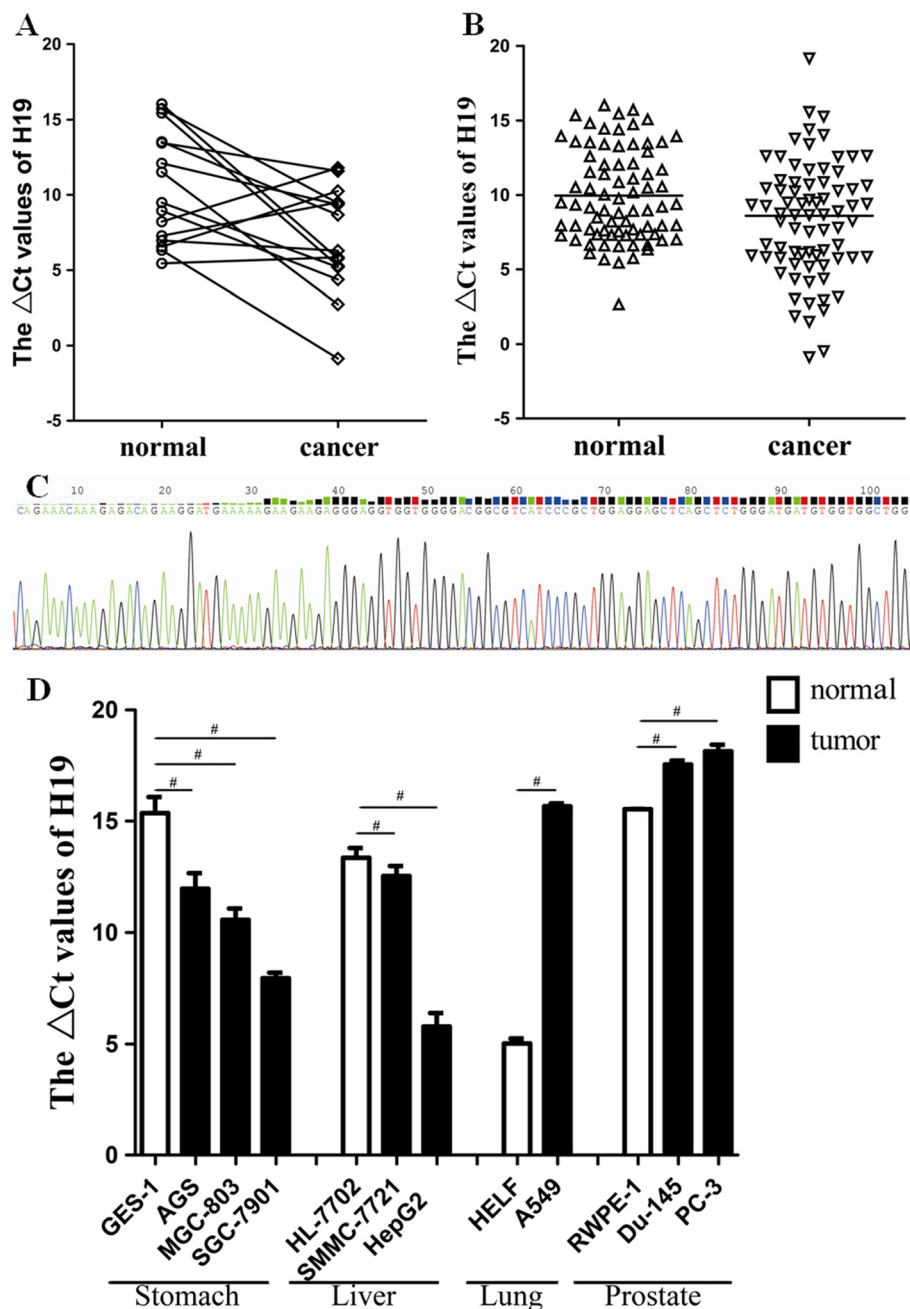 A
The △Ct values of H19
20
15
10
5
0
-5
normal
cancer
B
The △Ct values of H19
20
15
10
5
0
-5
normal
cancer
C
10 20 30 40 50 60 70 80 90 100
CAGAAACAAAGAGACAGAAGGATGAAAAAGAAGAAGAGGGAGGTGGTGGGGACGGCGTCATCCCGCTGGAGGAGCTCAGCTCTGGGATGATGTGGTGGCTGG
D
normal
tumor
The △Ct values of H19
20
15
10
5
0
# # #
# #
#
# #
GES-1
AGS
MGC-803
SGC-7901
HL-7702
SMMC-7721
HepG2
HELF
A549
RWPE-1
Du-145
PC-3
Stomach
Liver
Lung
Prostate